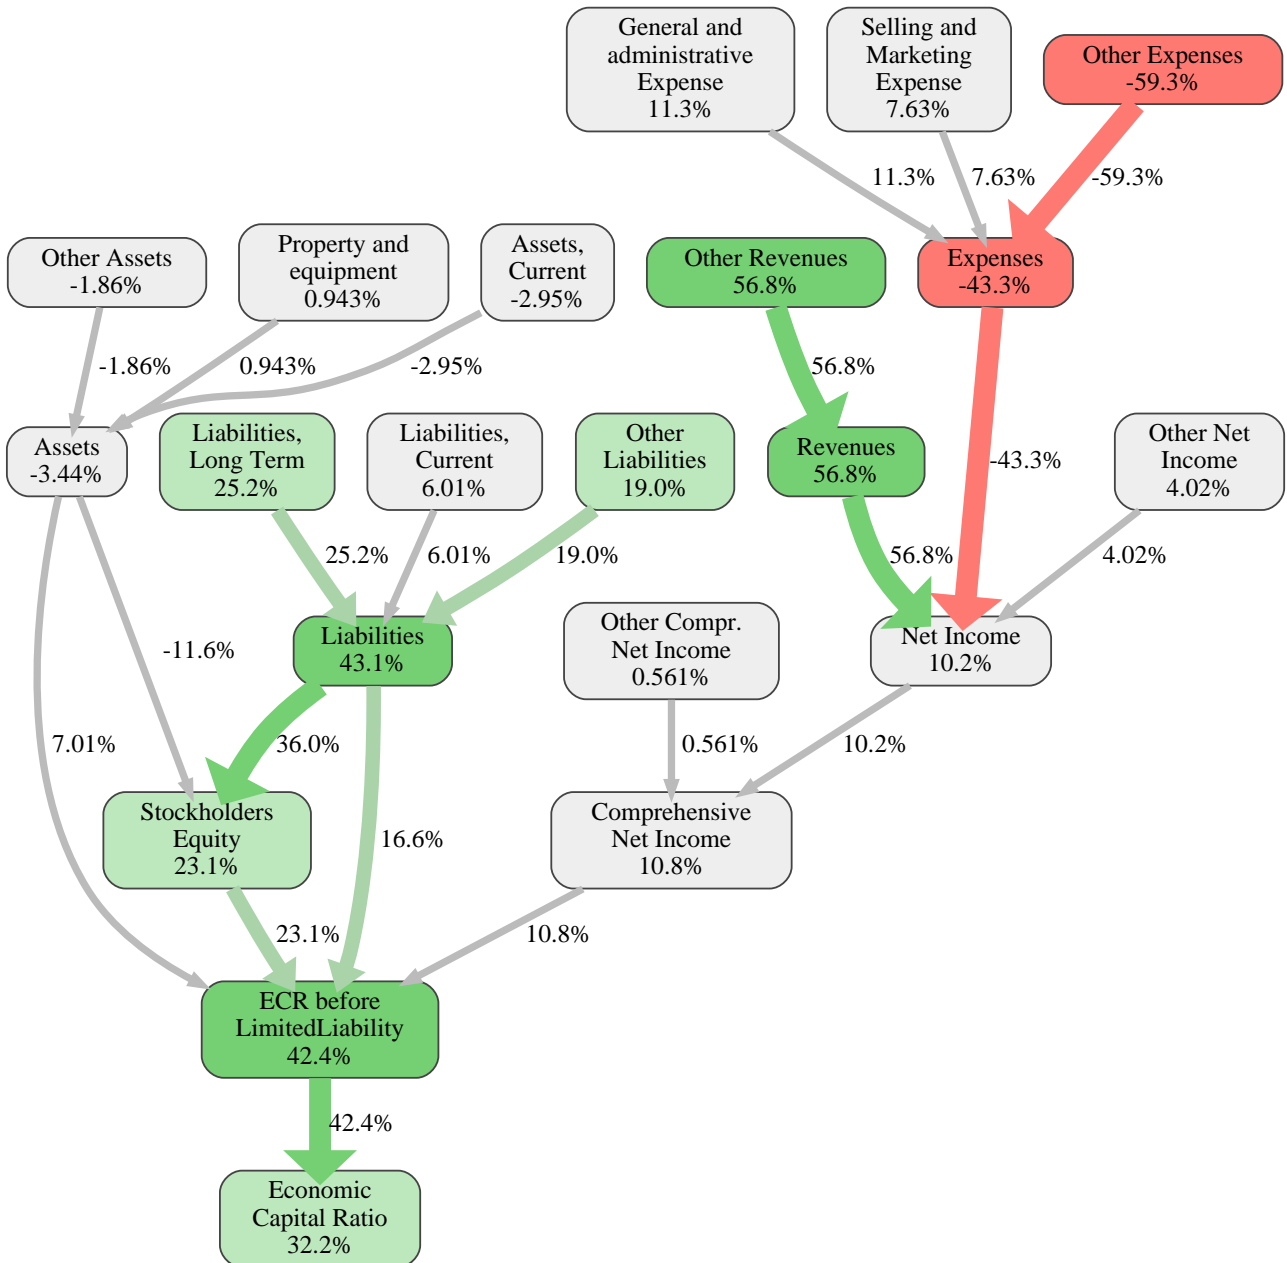 General and
administrative
Expense
11.3%
Selling and
Marketing
Expense
7.63%
Other Expenses
-59.3%
11.3%
7.63%
-59.3%
Other Assets
-1.86%
Property and
equipment
0.943%
Assets,
Current
-2.95%
Other Revenues
56.8%
Expenses
-43.3%
-1.86%
0.943%
-2.95%
56.8%
-43.3%
Assets
-3.44%
Liabilities,
Long Term
25.2%
Liabilities,
Current
6.01%
Other
Liabilities
19.0%
Revenues
56.8%
Other Net
Income
4.02%
25.2%
6.01%
19.0%
56.8%
4.02%
-11.6%
Liabilities
43.1%
Other Compr.
Net Income
0.561%
Net Income
10.2%
7.01%
36.0%
0.561%
10.2%
Stockholders
Equity
23.1%
16.6%
Comprehensive
Net Income
10.8%
23.1%
10.8%
ECR before
LimitedLiability
42.4%
42.4%
Economic
Capital Ratio
32.2%